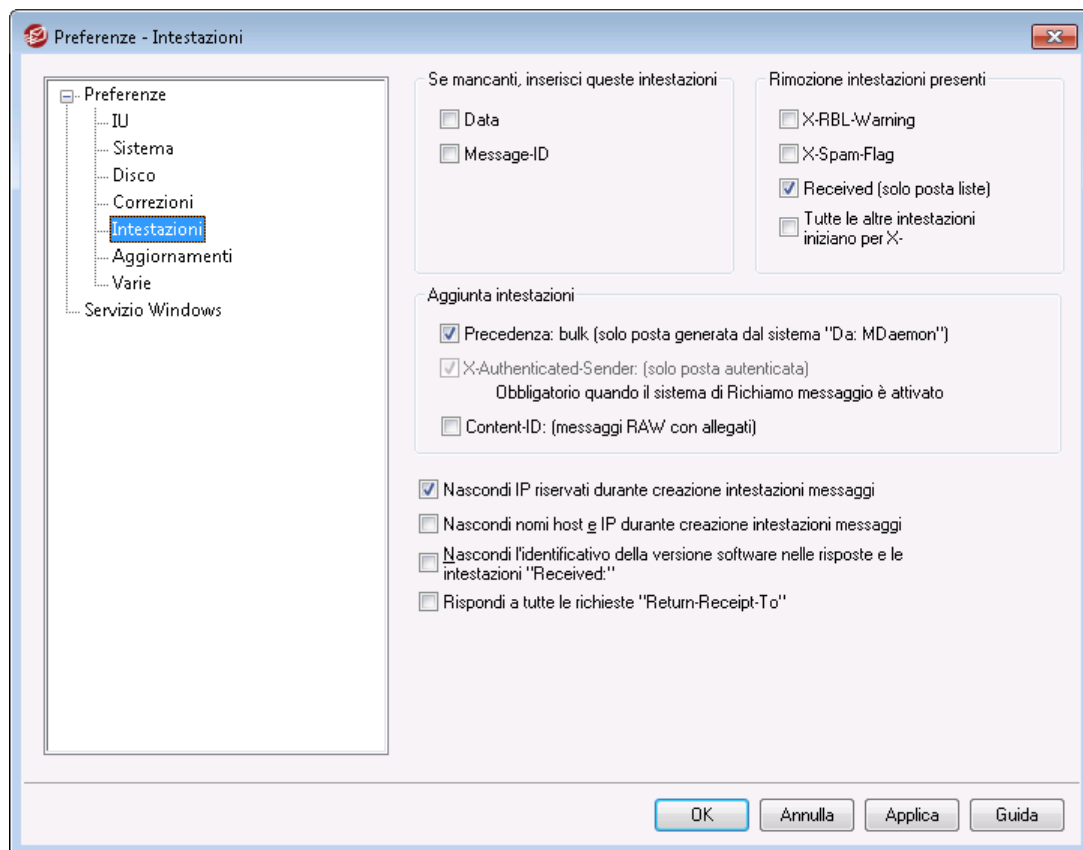 Preferenze - Intestazioni
Preferenze
IU
Sistema
Disco
Correzioni
Intestazioni
Aggiornamenti
Varie
Servizio Windows
Se mancanti, inserisci queste intestazioni
Data
Message-ID
Rimozione intestazioni presenti
X-RBL-Warning
X-Spam-Flag
Received (solo posta liste)
Tutte le altre intestazioni
iniziano per X-
Aggiunta intestazioni
Precedenza: bulk (solo posta generata dal sistema "Da: MDaemon")
X-Authenticated-Sender: (solo posta autenticata)
Obbligatorio quando il sistema di Richiamo messaggio è attivato
Content-ID: (messaggi RAW con allegati)
Nascondi IP riservati durante creazione intestazioni messaggi
Nascondi nomi host e IP durante creazione intestazioni messaggi
Nascondi l'identificativo della versione software nelle risposte e le
intestazioni "Received:"
Rispondi a tutte le richieste "Return-Receipt-To"
OK
Annulla
Applica
Guida